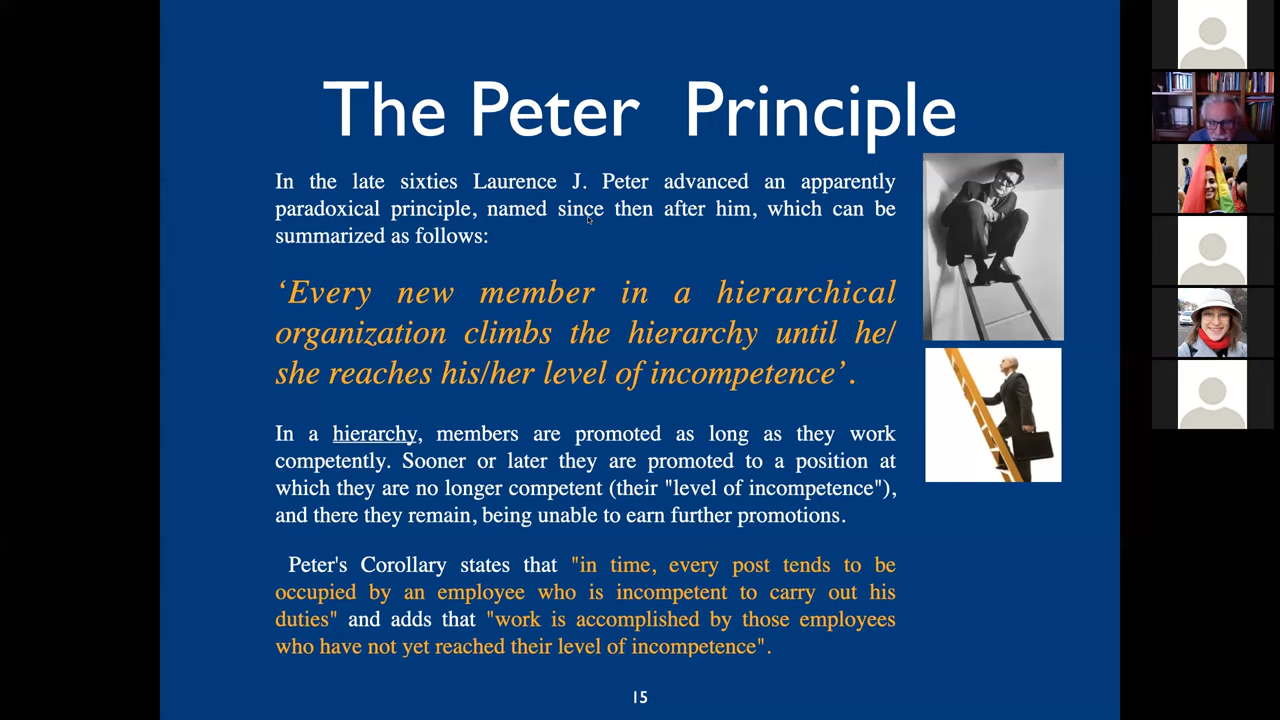 The Peter Principle
In the late sixties Laurence J. Peter advanced an apparently
paradoxical principle, named since then after him, which can be
summarized as follows:
‘Every new member in a hierarchical
organization climbs the hierarchy until he/
she reaches his/her level of incompetence’.
In a hierarchy, members are promoted as long as they work
competently. Sooner or later they are promoted to a position at
which they are no longer competent (their "level of incompetence"),
and there they remain, being unable to earn further promotions.
Peter's Corollary states that "in time, every post tends to be
occupied by an employee who is incompetent to carry out his
duties" and adds that "work is accomplished by those employees
who have not yet reached their level of incompetence".
15